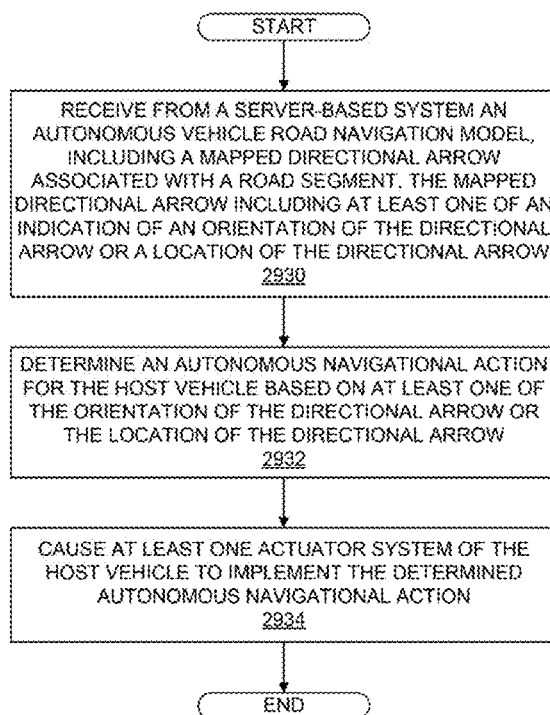 START
RECEIVE FROM A SERVER-BASED SYSTEM AN
AUTONOMOUS VEHICLE ROAD NAVIGATION MODEL,
INCLUDING A MAPPED DIRECTIONAL ARROW
ASSOCIATED WITH A ROAD SEGMENT, THE MAPPED
DIRECTIONAL ARROW INCLUDING AT LEAST ONE OF AN
INDICATION OF AN ORIENTATION OF THE DIRECTIONAL
ARROW OR A LOCATION OF THE DIRECTIONAL ARROW
2930
DETERMINE AN AUTONOMOUS NAVIGATIONAL ACTION
FOR THE HOST VEHICLE BASED ON AT LEAST ONE OF
THE ORIENTATION OF THE DIRECTIONAL ARROW OR
THE LOCATION OF THE DIRECTIONAL ARROW
2932
CAUSE AT LEAST ONE ACTUATOR SYSTEM OF THE
HOST VEHICLE TO IMPLEMENT THE DETERMINED
AUTONOMOUS NAVIGATIONAL ACTION
2934
END